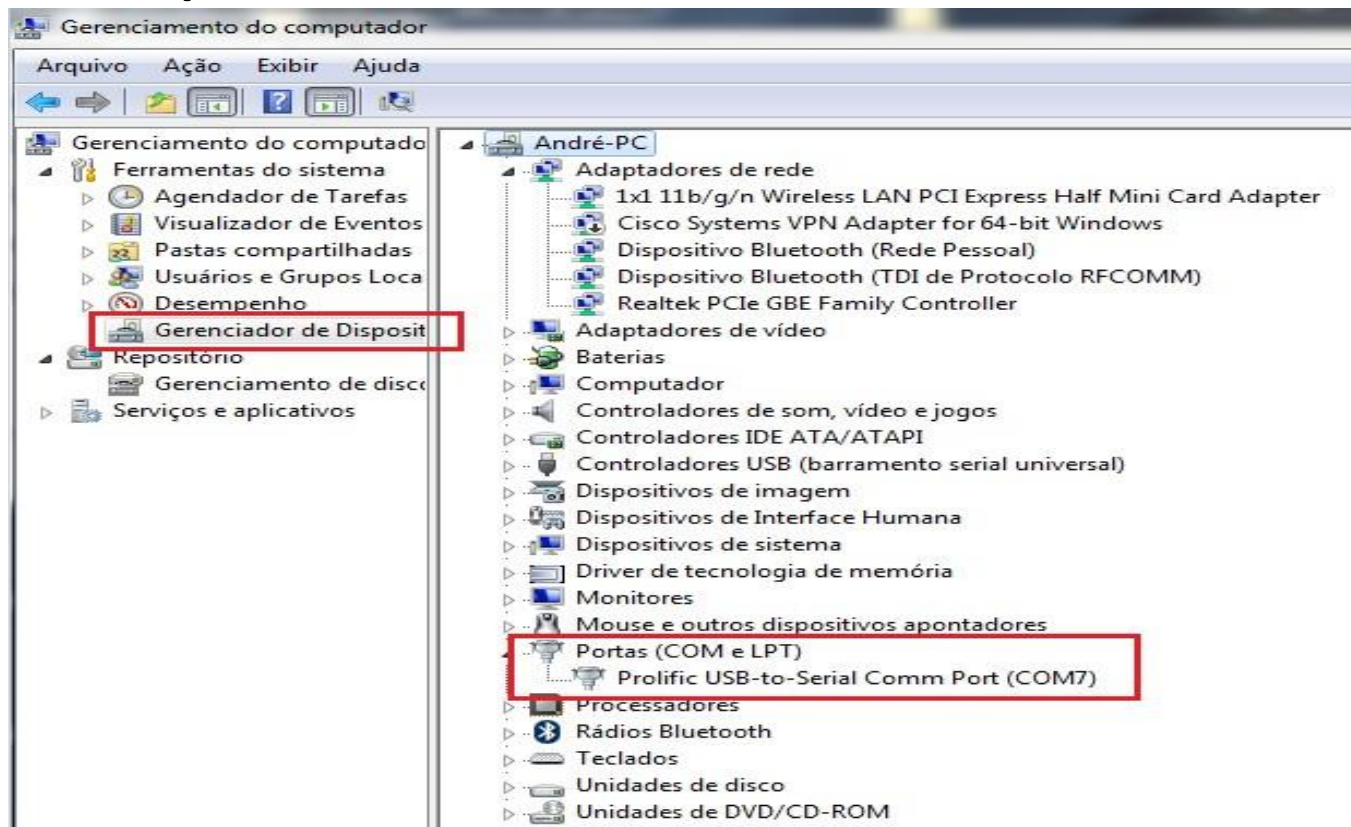 Gerenciamento do computador
Arquivo Ação Exibir Ajuda
Gerenciamento do computado
Ferramentas do sistema
Agendador de Tarefas
Visualizador de Eventos
Pastas compartilhadas
Usuários e Grupos Loca
Desempenho
Gerenciador de Disposit
Repositório
Gerenciamento de disco
Serviços e aplicativos
André-PC
Adaptadores de rede
1x1 11b/g/n Wireless LAN PCI Express Half Mini Card Adapter
Cisco Systems VPN Adapter for 64-bit Windows
Dispositivo Bluetooth (Rede Pessoal)
Dispositivo Bluetooth (TDI de Protocolo RFCOMM)
Realtek PCIe GBE Family Controller
Adaptadores de vídeo
Baterias
Computador
Controladores de som, vídeo e jogos
Controladores IDE ATA/ATAPI
Controladores USB (barramento serial universal)
Dispositivos de imagem
Dispositivos de Interface Humana
Dispositivos de sistema
Driver de tecnologia de memória
Monitores
Mouse e outros dispositivos apontadores
Portas (COM e LPT)
Prolific USB-to-Serial Comm Port (COM7)
Processadores
Rádios Bluetooth
Teclados
Unidades de disco
Unidades de DVD/CD-ROM